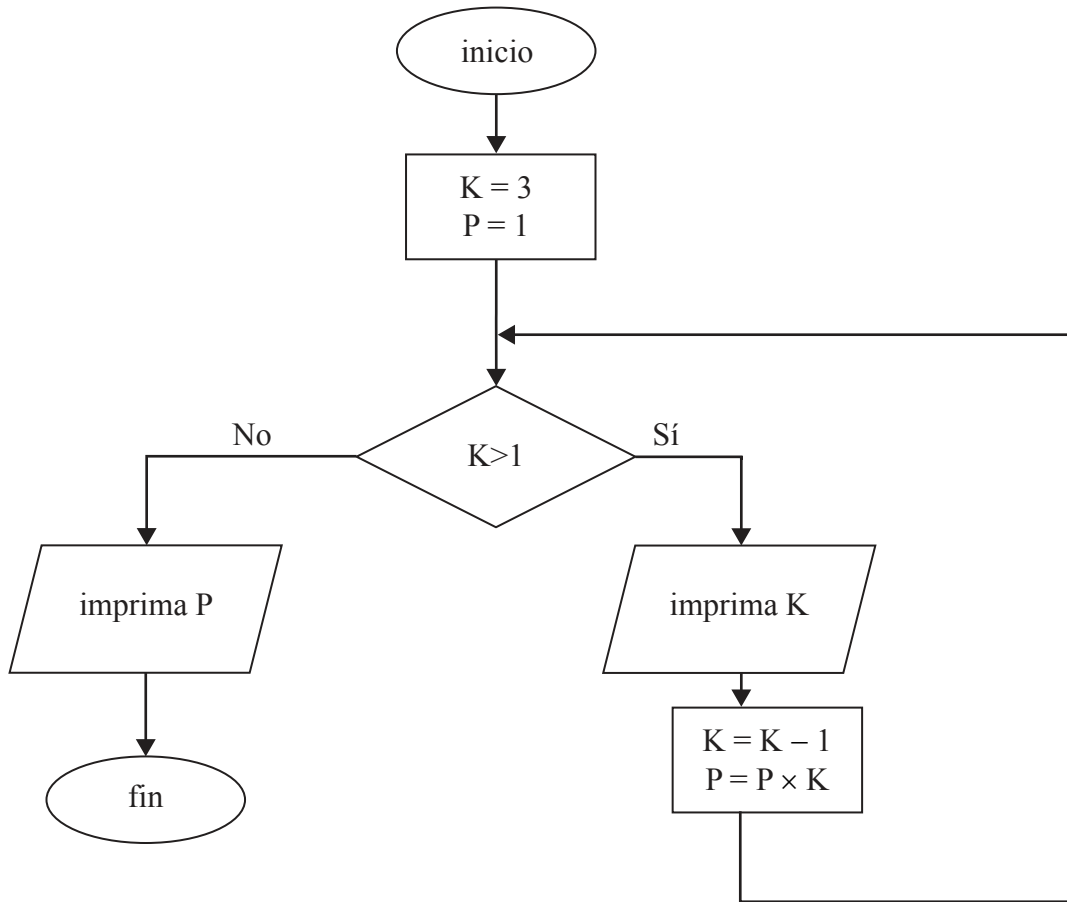 inicio
K = 3
P = 1
No
K>1
Sí
imprima P
imprima K
K = K − 1
P = P × K
fin